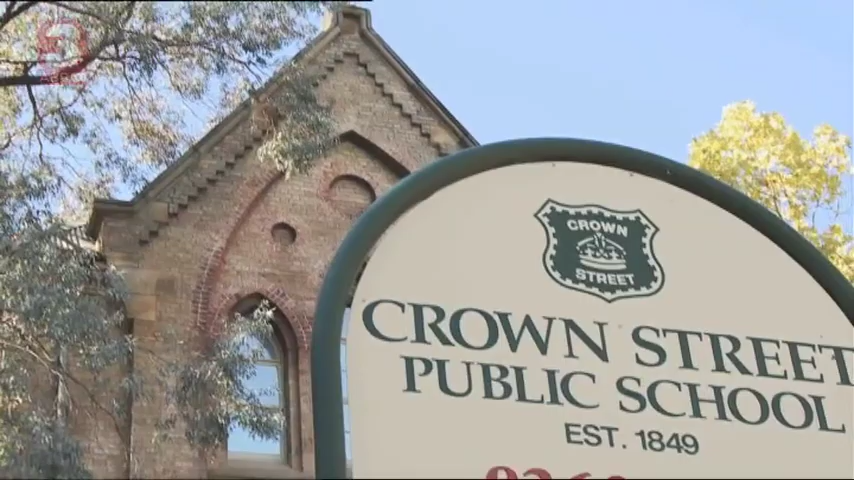 CROWN
STREET
CROWN STREET
PUBLIC SCHOOL
EST. 1849